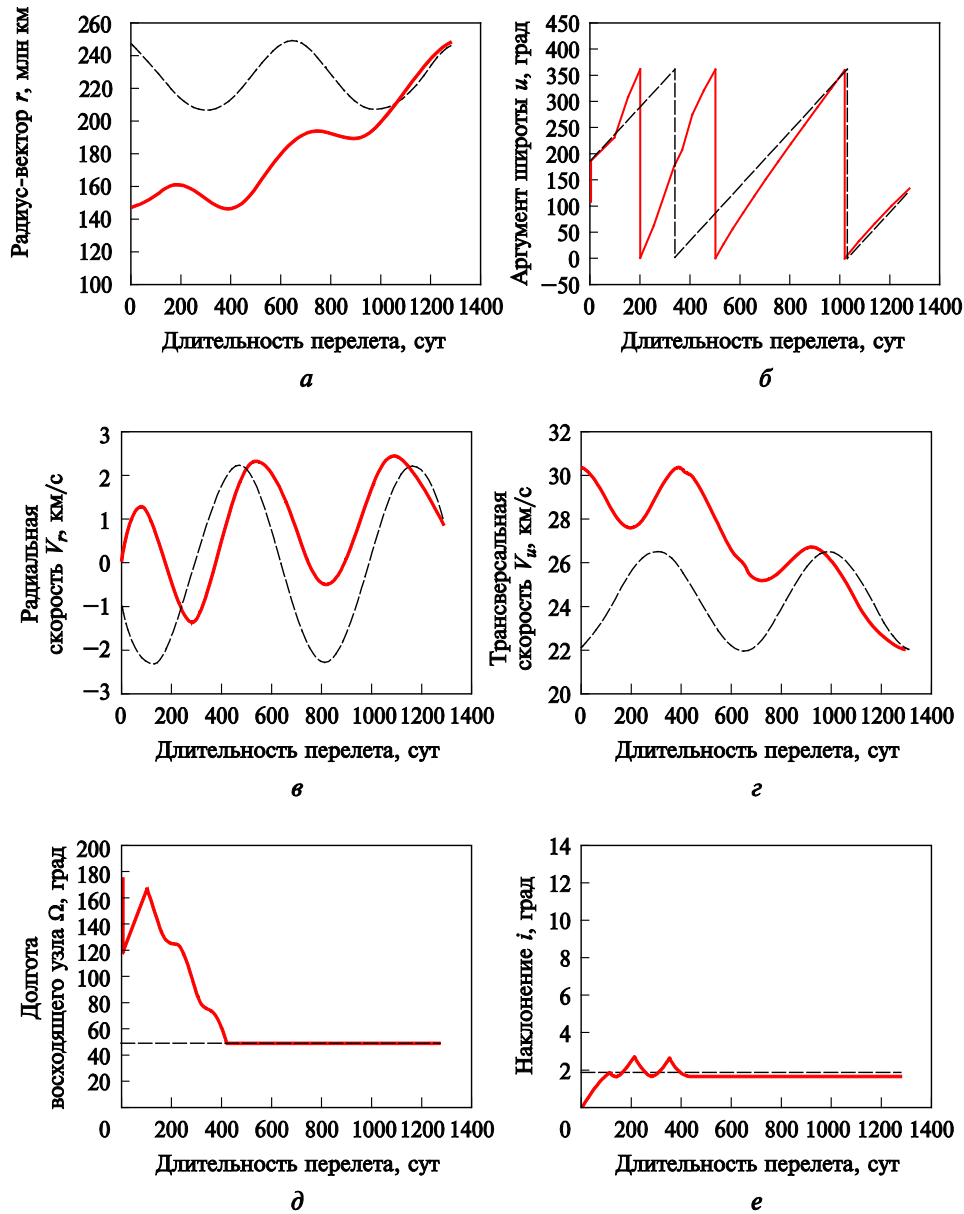 260
240
220
200
180
160
140
120
100
0 200 400 600 800 1000 1200 1400
Радиус-вектор r, млн км
Длительность перелета, сут
а
450
400
350
300
250
200
150
100
50
0
−50
0 200 400 600 800 1000 1200 1400
Аргумент широты u, град
Длительность перелета, сут
б
3
2
1
0
−1
−2
−3
0 200 400 600 800 1000 1200 1400
Радиальная
скорость Vr, км/с
Длительность перелета, сут
в
32
30
28
26
24
22
20
0 200 400 600 800 1000 1200 1400
Трансверсальная
скорость Vu, км/с
Длительность перелета, сут
г
200
180
160
140
120
100
80
60
40
20
0 200 400 600 800 1000 1200 1400
Долгота
восходящего узла Ω, град
Длительность перелета, сут
д
14
12
10
8
6
4
2
0 200 400 600 800 1000 1200 1400
Наклонение i, град
Длительность перелета, сут
е